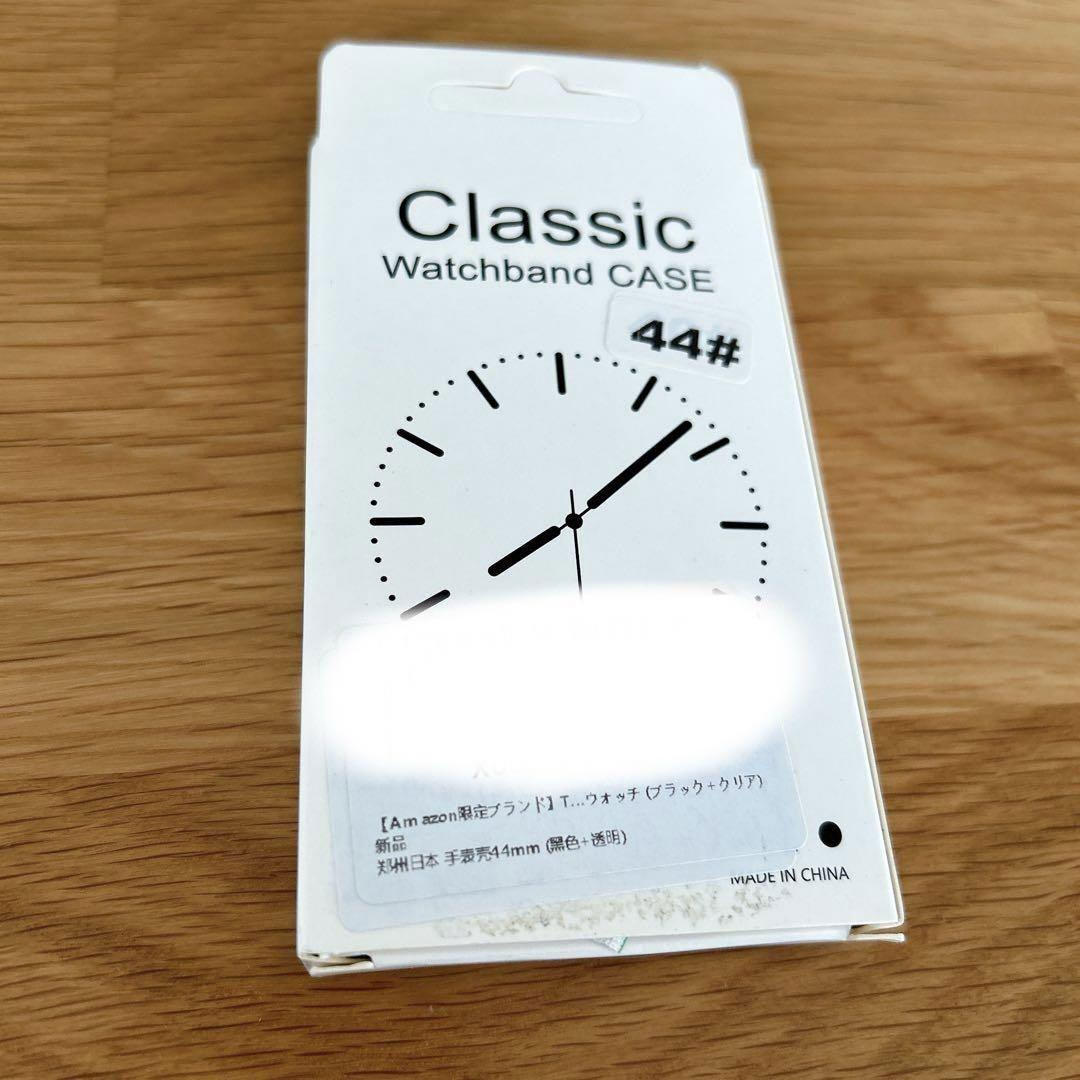 Classic
Watchband CASE
44#
【Amazon限定ブランド】T...ウォッチ (ブラック+クリア)
新品
郑州日本 手表壳44mm (黑色+透明)
MADE IN CHINA